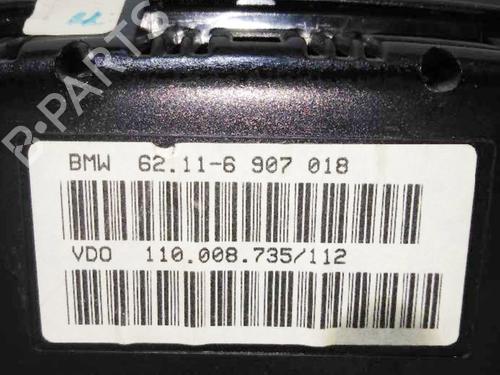 B-PARTS
BMW 62.11-6 907 018
VDO 110.008.735/112